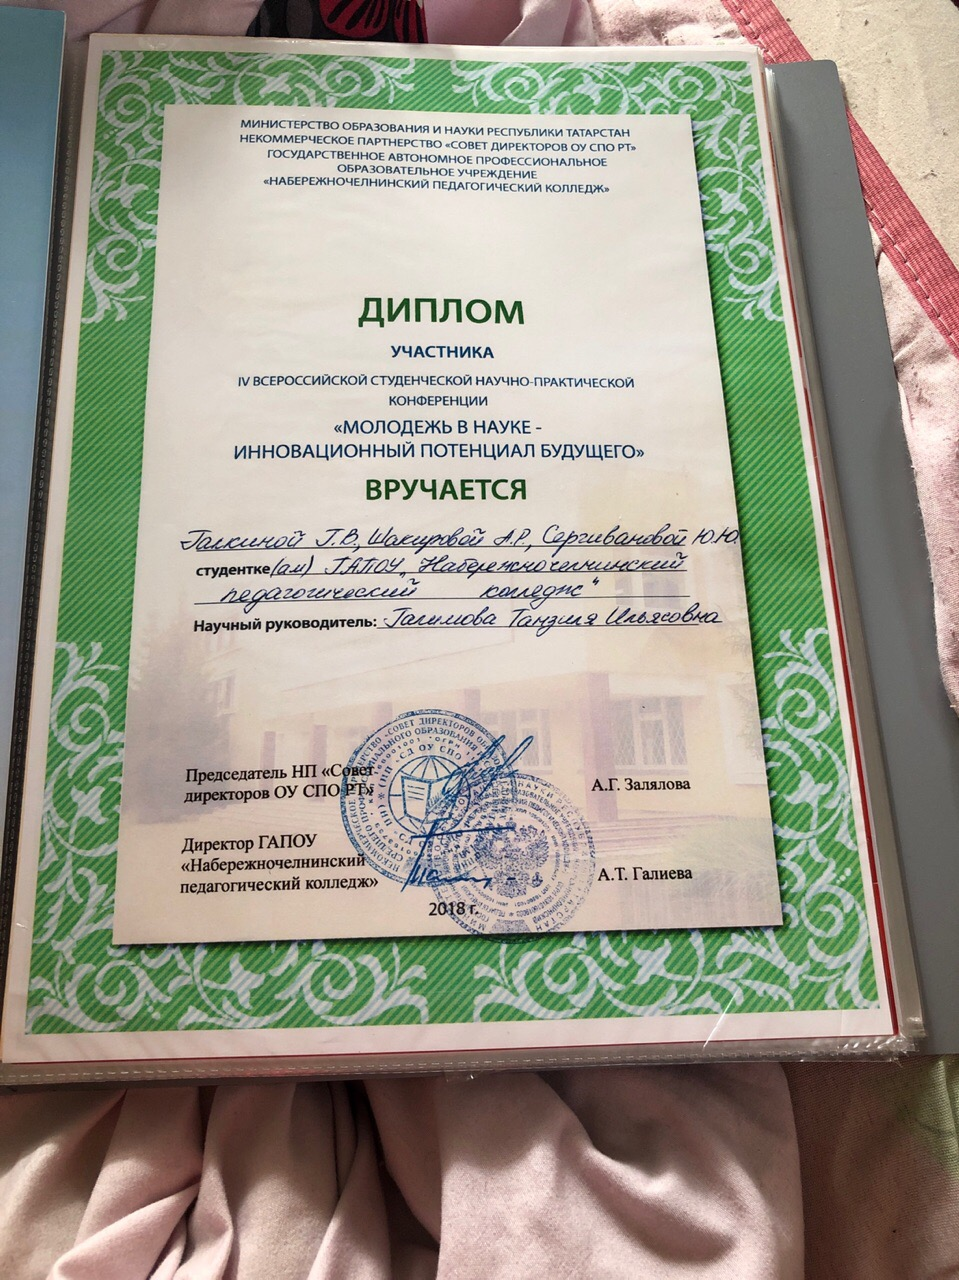 МИНИСТЕРСТВО ОБРАЗОВАНИЯ И НАУКИ РЕСПУБЛИКИ ТАТАРСТАН
НЕКОММЕРЧЕСКОЕ ПАРТНЕРСТВО «СОВЕТ ДИРЕКТОРОВ ОУ СПО РТ»
ГОСУДАРСТВЕННОЕ АВТОНОМНОЕ ПРОФЕССИОНАЛЬНОЕ
ОБРАЗОВАТЕЛЬНОЕ УЧРЕЖДЕНИЕ
«НАБЕРЕЖНОЧЕЛНИНСКИЙ ПЕДАГОГИЧЕСКИЙ КОЛЛЕДЖ»
ДИПЛОМ
УЧАСТНИКА
IV ВСЕРОССИЙСКОЙ СТУДЕНЧЕСКОЙ НАУЧНО-ПРАКТИЧЕСКОЙ
КОНФЕРЕНЦИИ
«МОЛОДЕЖЬ В НАУКЕ -
ИННОВАЦИОННЫЙ ПОТЕНЦИАЛ БУДУЩЕГО»
ВРУЧАЕТСЯ
Галкиной Г.В., Шакировой А.Р., Сергивановой Ю.Ю.
студентке(ам) ГАПОУ „Набережночелнинский
педагогический колледж“
Научный руководитель: Галимова Танзиля Ильясовна
Председатель НП «Совет
директоров ОУ СПО РТ»
А.Г. Залялова
Директор ГАПОУ
«Набережночелнинский
педагогический колледж»
А.Т. Галиева
2018 г.